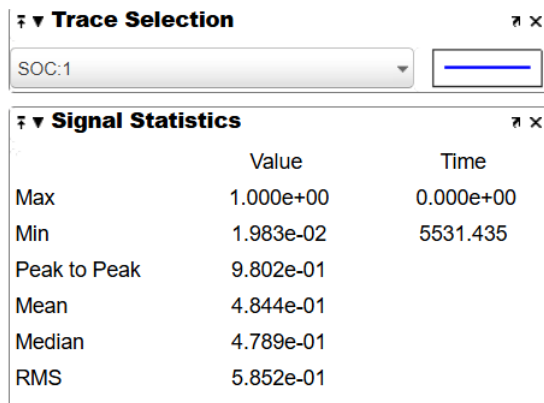 Trace Selection
SOC:1
Signal Statistics
Value Time
Max 1.000e+00 0.000e+00
Min 1.983e-02 5531.435
Peak to Peak 9.802e-01
Mean 4.844e-01
Median 4.789e-01
RMS 5.852e-01